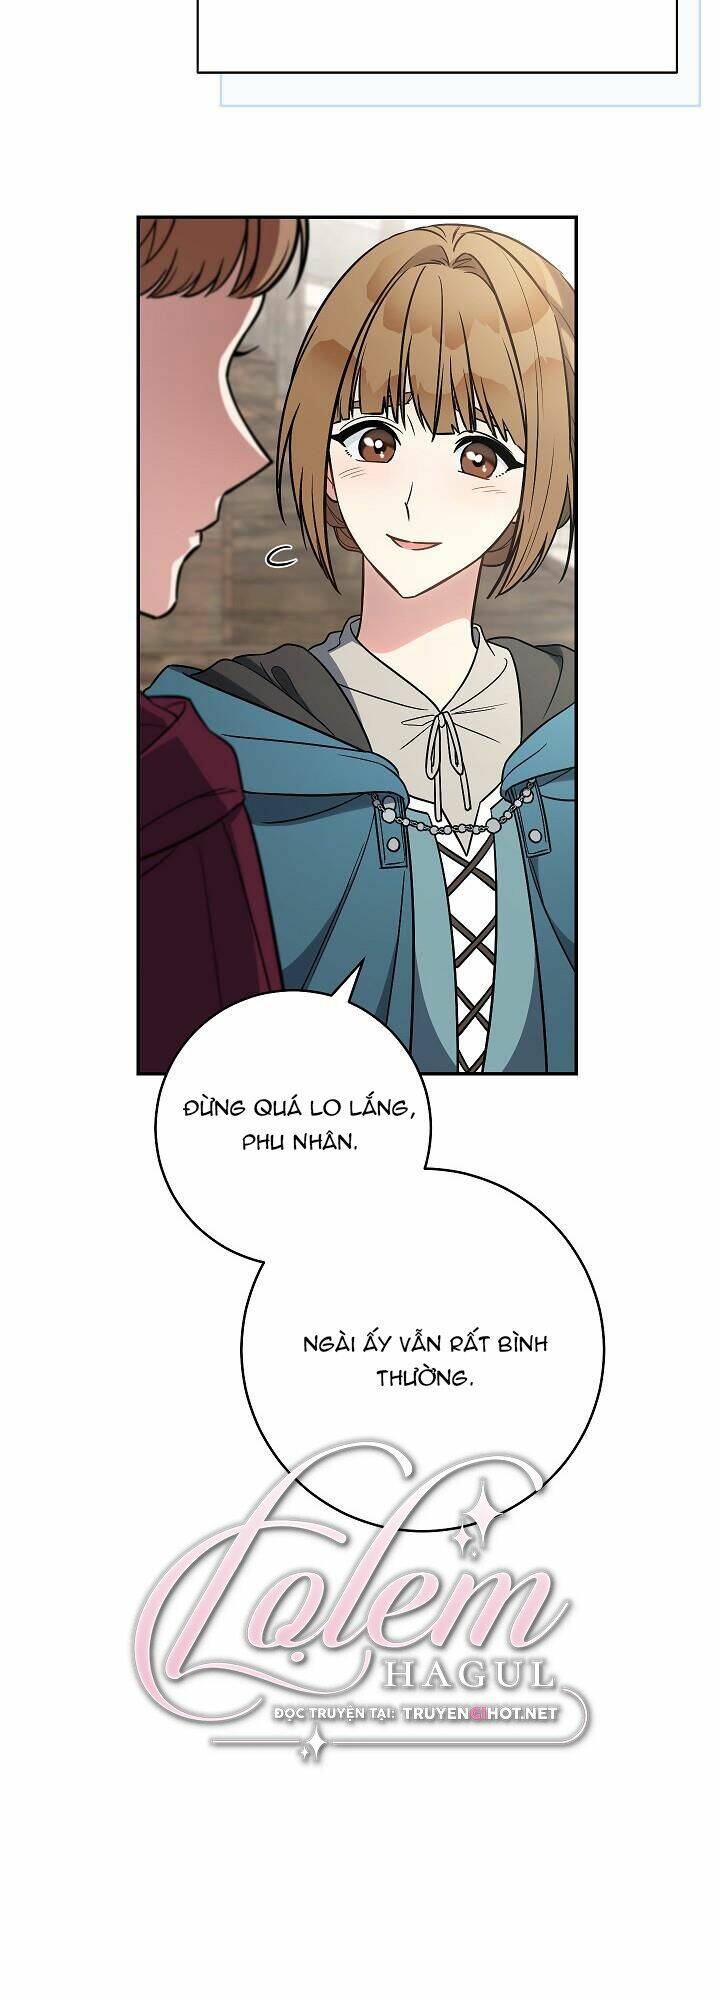 ĐỪNG QUÁ LO LẮNG,
PHU NHÂN.
NGÀI ẤY VẪN RẤT BÌNH
THƯỜNG.
Lọlem
HAGUL
ĐỌC TRUYỆN TẠI: TRUYENGIHOT.NET